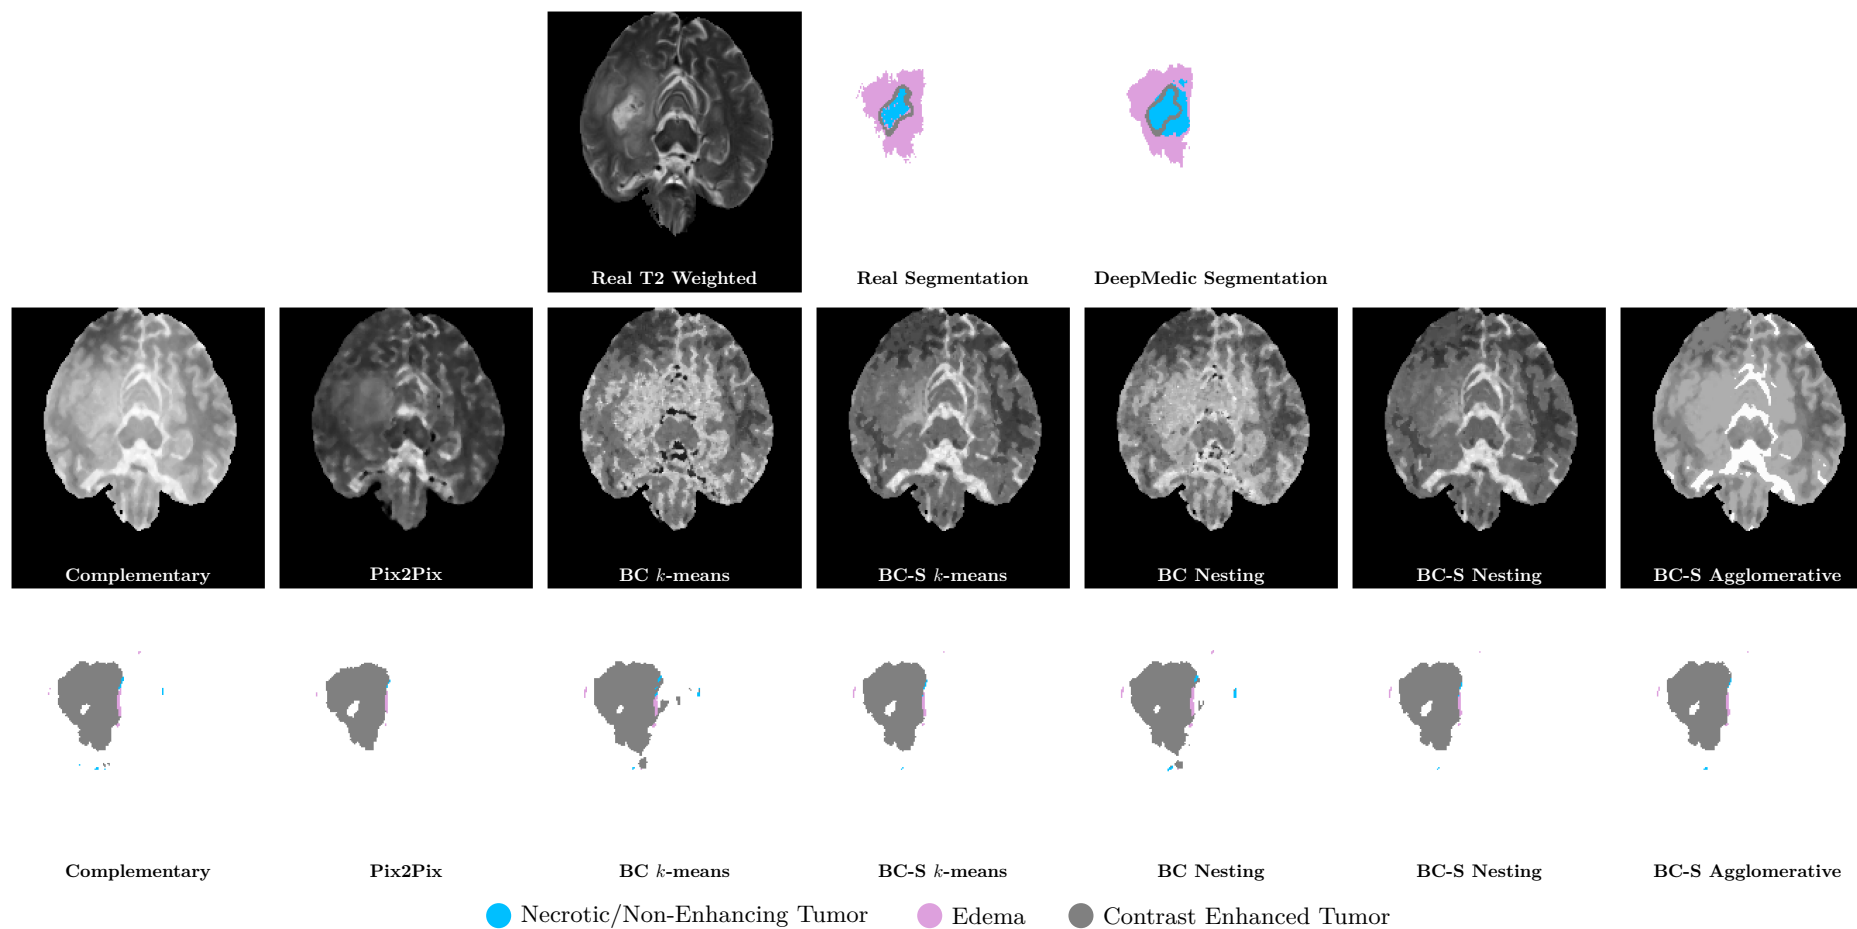 Real T2 Weighted
Real Segmentation
DeepMedic Segmentation
Complementary
Pix2Pix
BC k-means
BC-S k-means
BC Nesting
BC-S Nesting
BC-S Agglomerative
Complementary
Pix2Pix
BC k-means
BC-S k-means
BC Nesting
BC-S Nesting
BC-S Agglomerative
Necrotic/Non-Enhancing Tumor
Edema
Contrast Enhanced Tumor